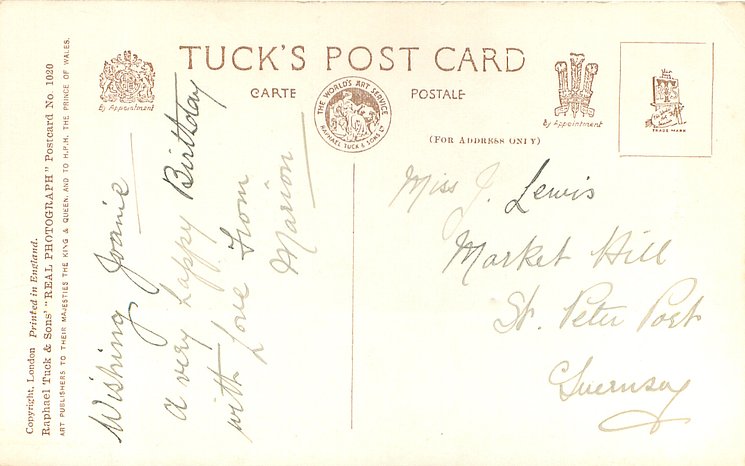 TUCK'S POST CARD
CARTE POSTALE
By Appointment
THE WORLD'S ART SERVICE
RAPHAEL TUCK & SONS LTD
By Appointment
TRADE MARK
(FOR ADDRESS ONLY)
Copyright, London Printed in England.
Raphael Tuck & Sons' "REAL PHOTOGRAPH" Postcard No. 1020
ART PUBLISHERS TO THEIR MAJESTIES THE KING & QUEEN, AND TO H.R.H. THE PRINCE OF WALES.
Wishing Joanie
a very happy Birthday
with Love From
Marion
Miss J. Lewis
Market Hill
St. Peter Port
Guernsey